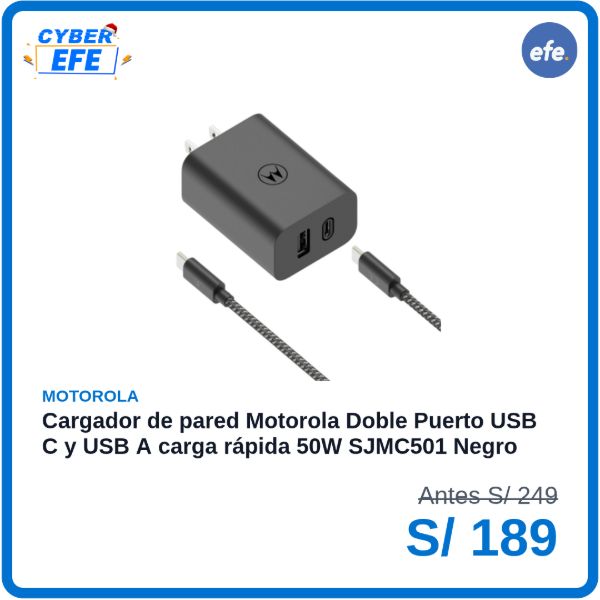 CYBER
EFE
efe.
MOTOROLA
Cargador de pared Motorola Doble Puerto USB
C y USB A carga rápida 50W SJMC501 Negro
Antes S/ 249
S/ 189